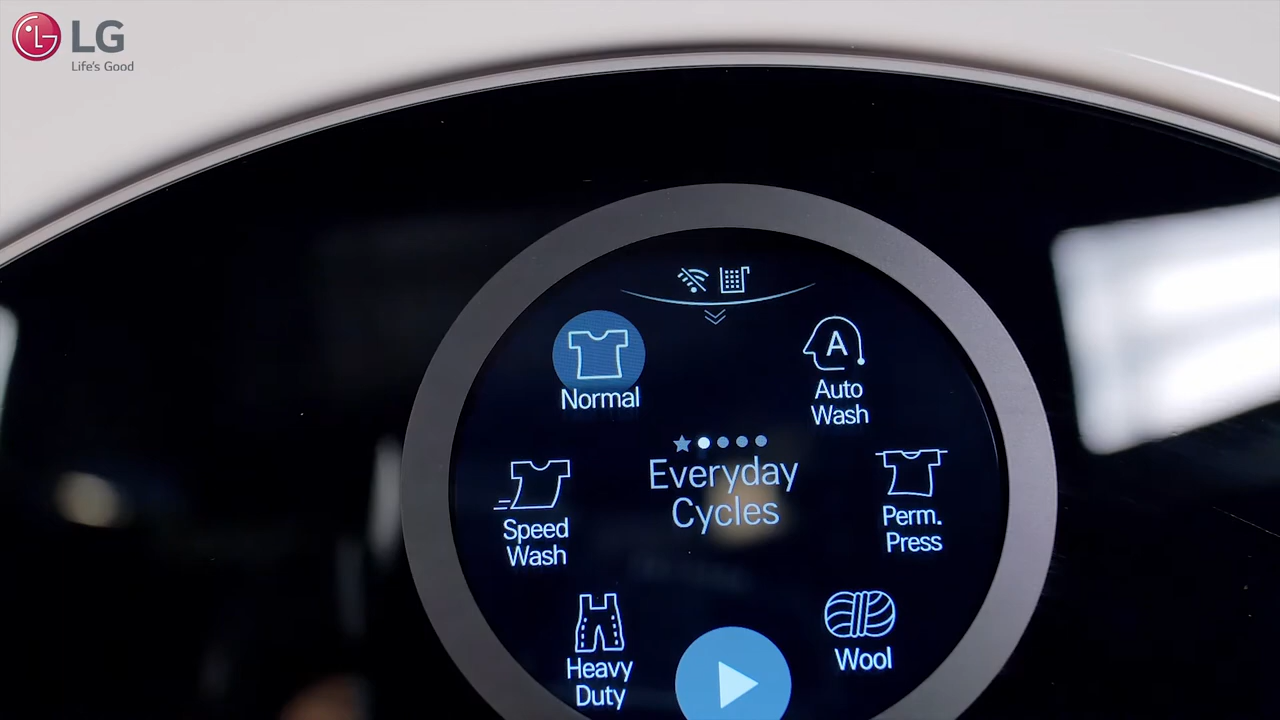 LG
Life's Good
Normal
A
Auto
Wash
Everyday
Cycles
Speed
Wash
Perm.
Press
Heavy
Duty
Wool